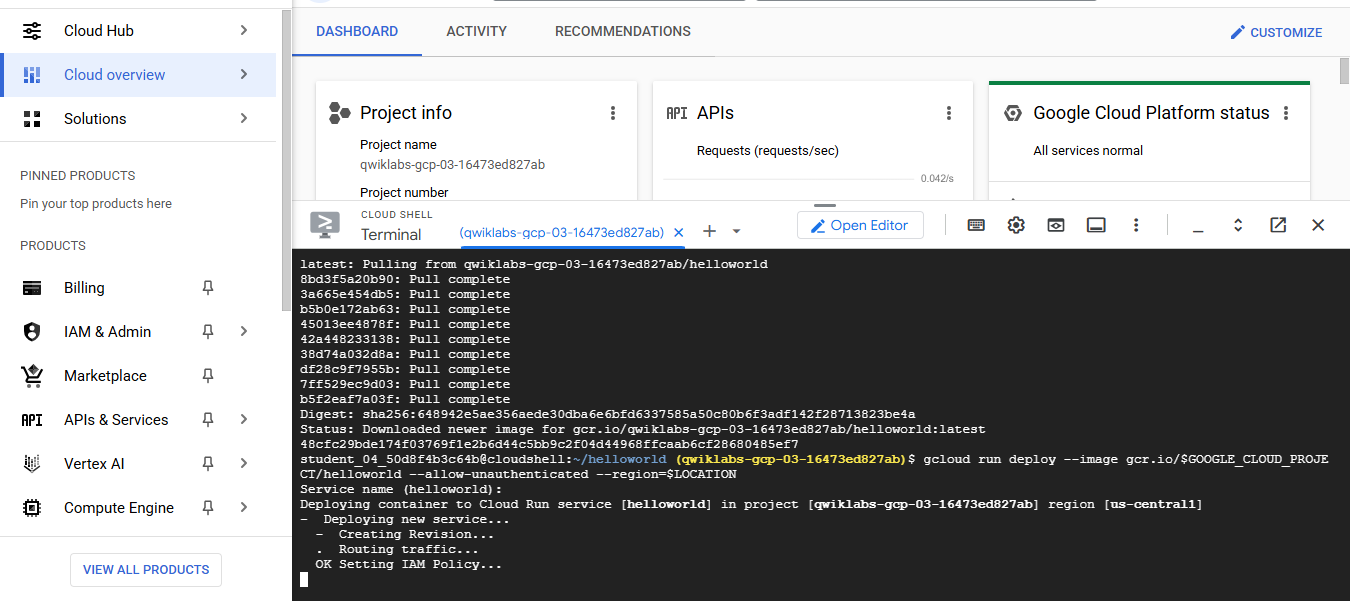 Cloud Hub
Cloud overview
Solutions
PINNED PRODUCTS
Pin your top products here
PRODUCTS
Billing
IAM & Admin
Marketplace
API APIs & Services
Vertex AI
Compute Engine
VIEW ALL PRODUCTS
DASHBOARD ACTIVITY RECOMMENDATIONS CUSTOMIZE
Project info
Project name
qwiklabs-gcp-03-16473ed827ab
Project number
API APIs
Requests (requests/sec)
0.042/s
Google Cloud Platform status
All services normal
CLOUD SHELL
Terminal (qwiklabs-gcp-03-16473ed827ab) Open Editor
latest: Pulling from qwiklabs-gcp-03-16473ed827ab/helloworld
8bd3f5a20b90: Pull complete
3a665e454db5: Pull complete
b5b0e172ab63: Pull complete
45013ee4878f: Pull complete
42a448233138: Pull complete
38d74a032d8a: Pull complete
df28c9f7955b: Pull complete
7ff529ec9d03: Pull complete
b5f2eaf7a03f: Pull complete
Digest: sha256:648942e5ae356aede30dba6e6bfd6337585a50c80b6f3adf142f28713823be4a
Status: Downloaded newer image for gcr.io/qwiklabs-gcp-03-16473ed827ab/helloworld:latest
48cfc29bde174f03769f1e2b6d44c5bb9c2f04d44968ffcaab6cf28680485ef7
student_04_50d8f4b3c64b@cloudshell:~/helloworld (qwiklabs-gcp-03-16473ed827ab)$ gcloud run deploy --image gcr.io/$GOOGLE_CLOUD_PROJE
CT/helloworld --allow-unauthenticated --region=$LOCATION
Service name (helloworld):
Deploying container to Cloud Run service [helloworld] in project [qwiklabs-gcp-03-16473ed827ab] region [us-central1]
- Deploying new service...
- Creating Revision...
. Routing traffic...
OK Setting IAM Policy...